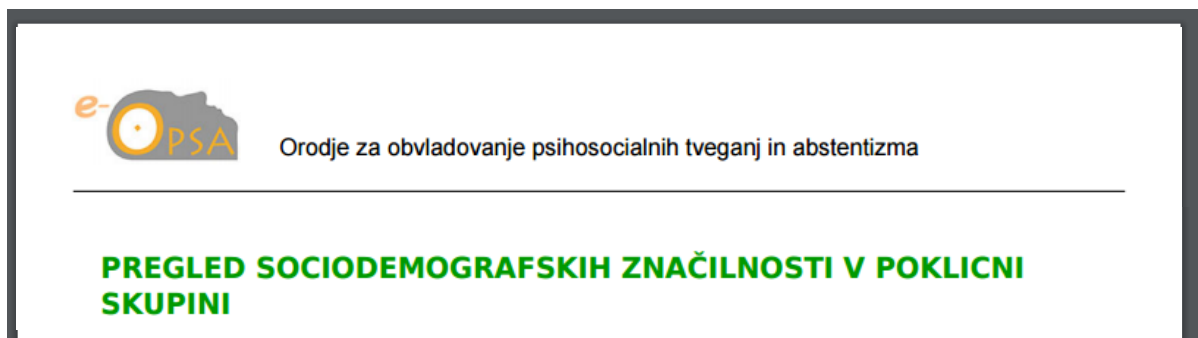 e-OPSA
Orodje za obvladovanje psihosocialnih tveganj in abstentizma
PREGLED SOCIODEMOGRAFSKIH ZNAČILNOSTI V POKLICNI
SKUPINI